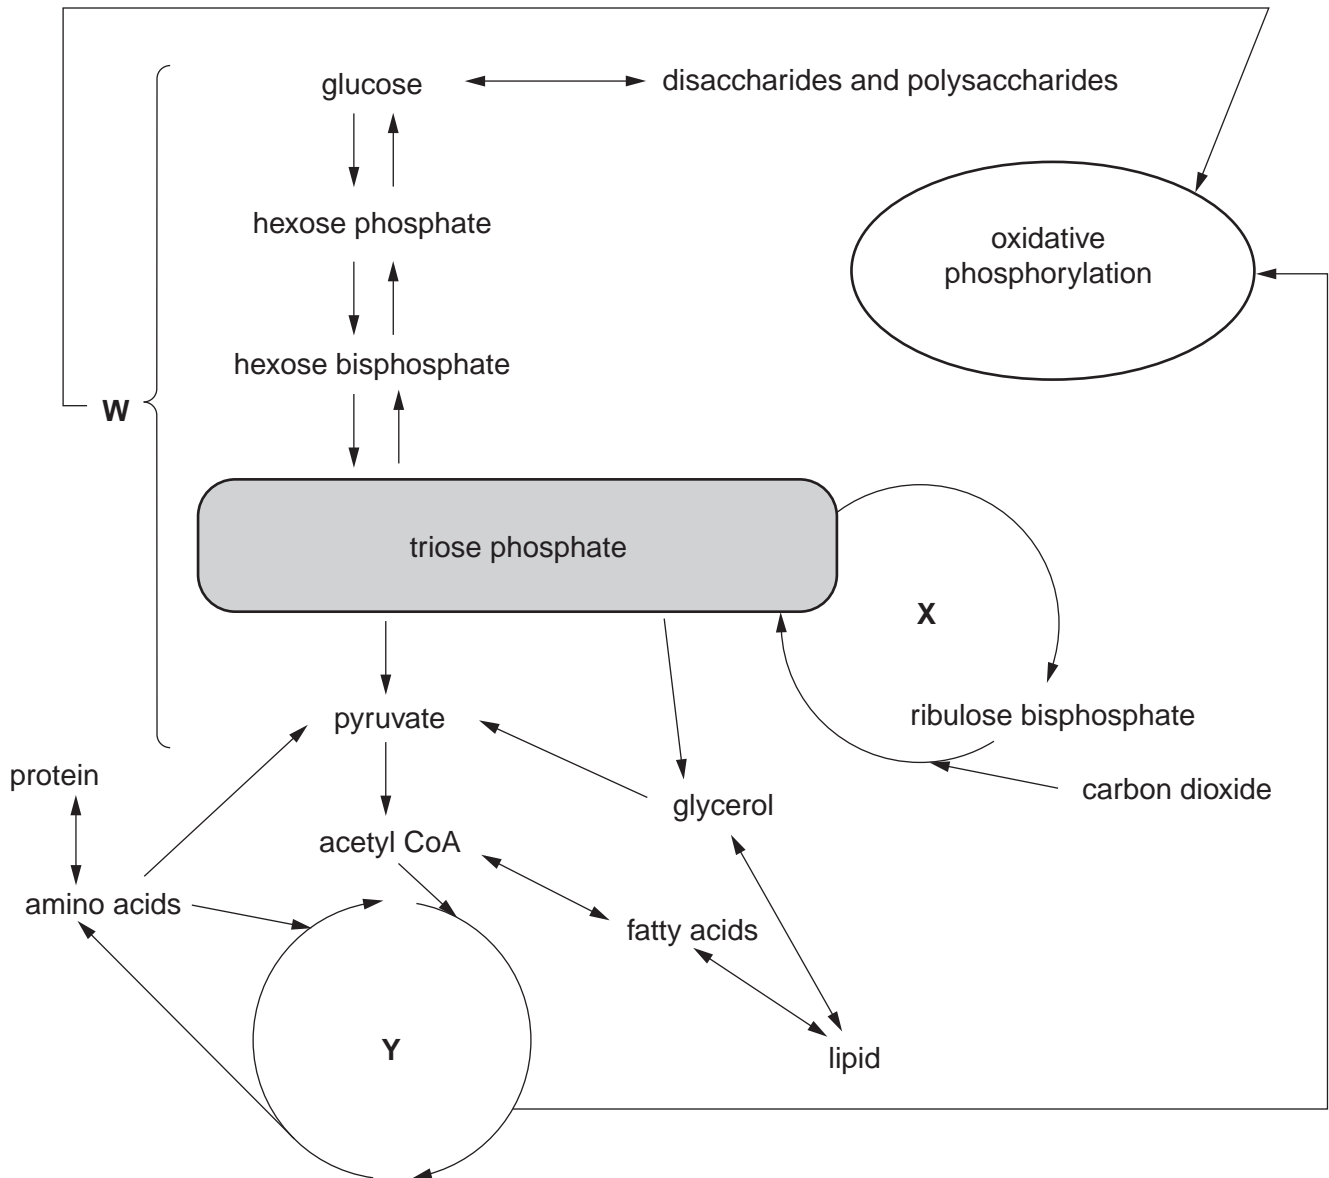 glucose
disaccharides and polysaccharides
oxidative
phosphorylation
hexose phosphate
hexose bisphosphate
W
triose phosphate
X
pyruvate
ribulose bisphosphate
protein
carbon dioxide
glycerol
acetyl CoA
amino acids
fatty acids
Y
lipid